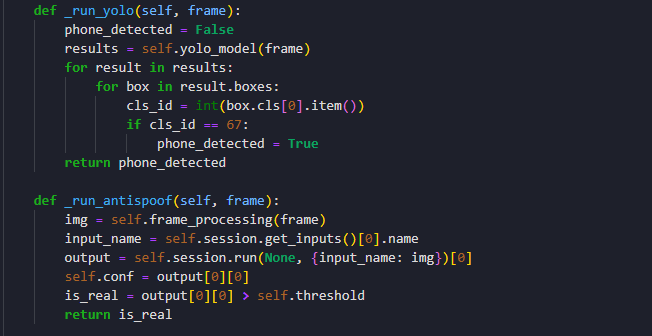 def _run_yolo(self, frame):
    phone_detected = False
    results = self.yolo_model(frame)
    for result in results:
        for box in result.boxes:
            cls_id = int(box.cls[0].item())
            if cls_id == 67:
                phone_detected = True
    return phone_detected

def _run_antispoof(self, frame):
    img = self.frame_processing(frame)
    input_name = self.session.get_inputs()[0].name
    output = self.session.run(None, {input_name: img})[0]
    self.conf = output[0][0]
    is_real = output[0][0] > self.threshold
    return is_real